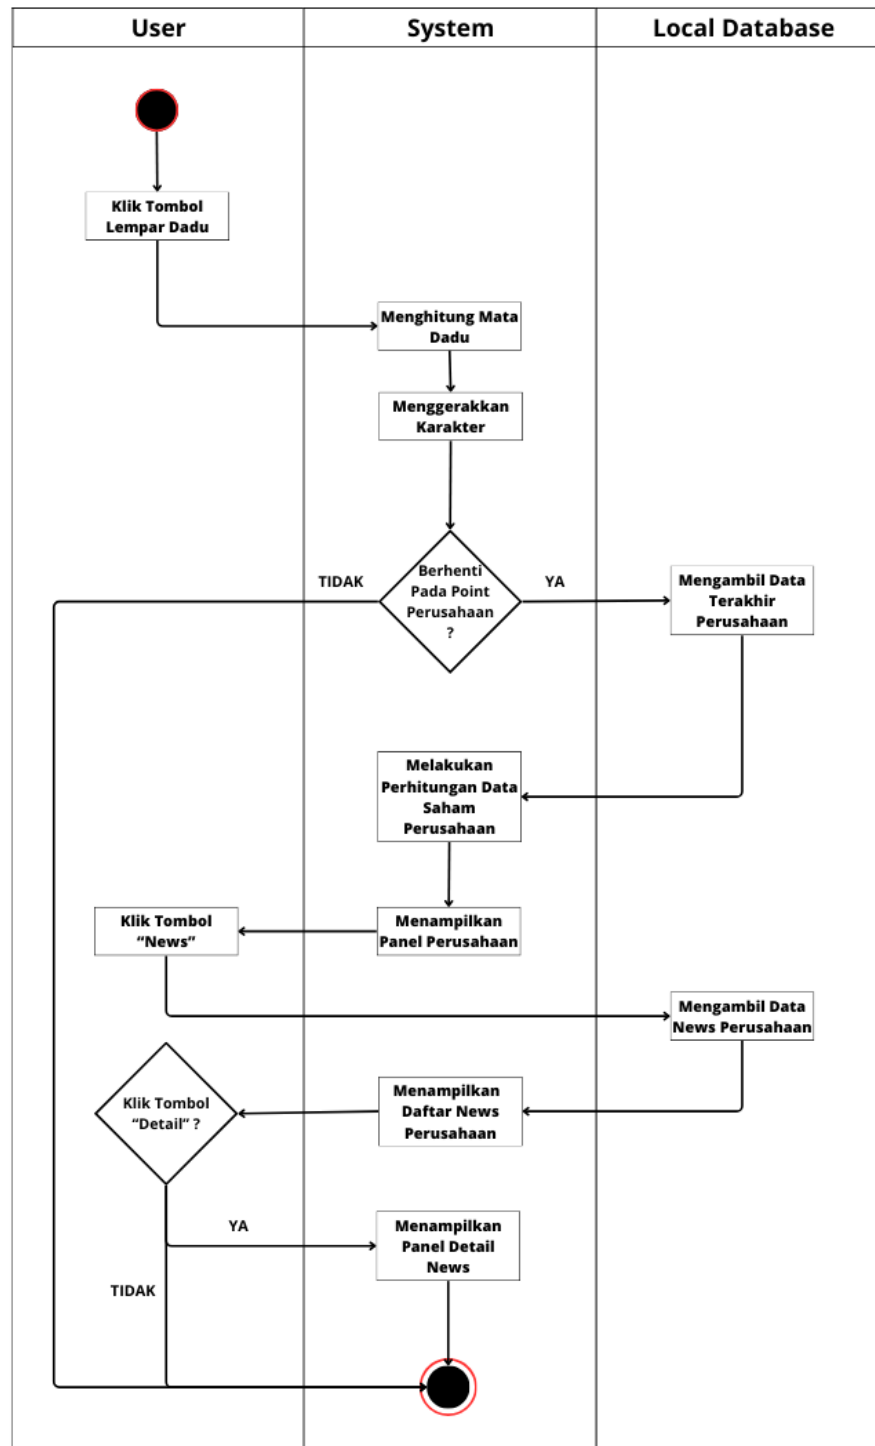 User
System
Local Database
Klik Tombol
Lempar Dadu
Menghitung Mata
Dadu
Menggerakkan
Karakter
Berhenti
Pada Point
Perusahaan
?
TIDAK
YA
Mengambil Data
Terakhir
Perusahaan
Melakukan
Perhitungan Data
Saham
Perusahaan
Menampilkan
Panel Perusahaan
Klik Tombol
“News”
Mengambil Data
News Perusahaan
Menampilkan
Daftar News
Perusahaan
Klik Tombol
“Detail” ?
YA
TIDAK
Menampilkan
Panel Detail
News